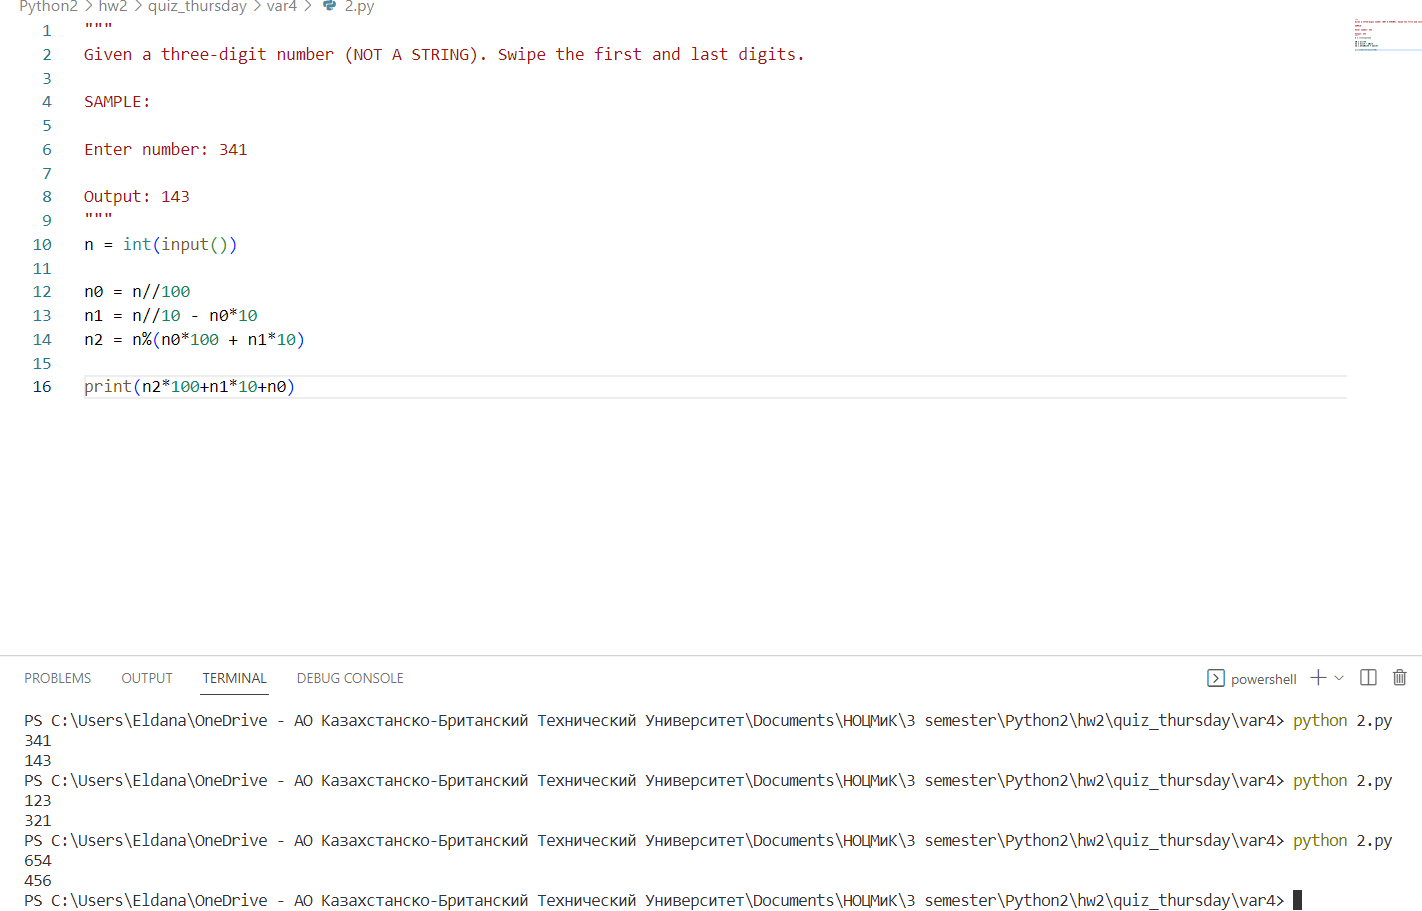 Python2 > hw2 > quiz_thursday > var4 > 2.py
1 """
2 Given a three-digit number (NOT A STRING). Swipe the first and last digits.
3
4 SAMPLE:
5
6 Enter number: 341
7
8 Output: 143
9 """
10 n = int(input())
11
12 n0 = n//100
13 n1 = n//10 - n0*10
14 n2 = n%(n0*100 + n1*10)
15
16 print(n2*100+n1*10+n0)
PROBLEMS OUTPUT TERMINAL DEBUG CONSOLE powershell
PS C:\Users\Eldana\OneDrive - АО Казахстанско-Британский Технический Университет\Documents\НОЦМиК\3 semester\Python2\hw2\quiz_thursday\var4> python 2.py
341
143
PS C:\Users\Eldana\OneDrive - АО Казахстанско-Британский Технический Университет\Documents\НОЦМиК\3 semester\Python2\hw2\quiz_thursday\var4> python 2.py
123
321
PS C:\Users\Eldana\OneDrive - АО Казахстанско-Британский Технический Университет\Documents\НОЦМиК\3 semester\Python2\hw2\quiz_thursday\var4> python 2.py
654
456
PS C:\Users\Eldana\OneDrive - АО Казахстанско-Британский Технический Университет\Documents\НОЦМиК\3 semester\Python2\hw2\quiz_thursday\var4>